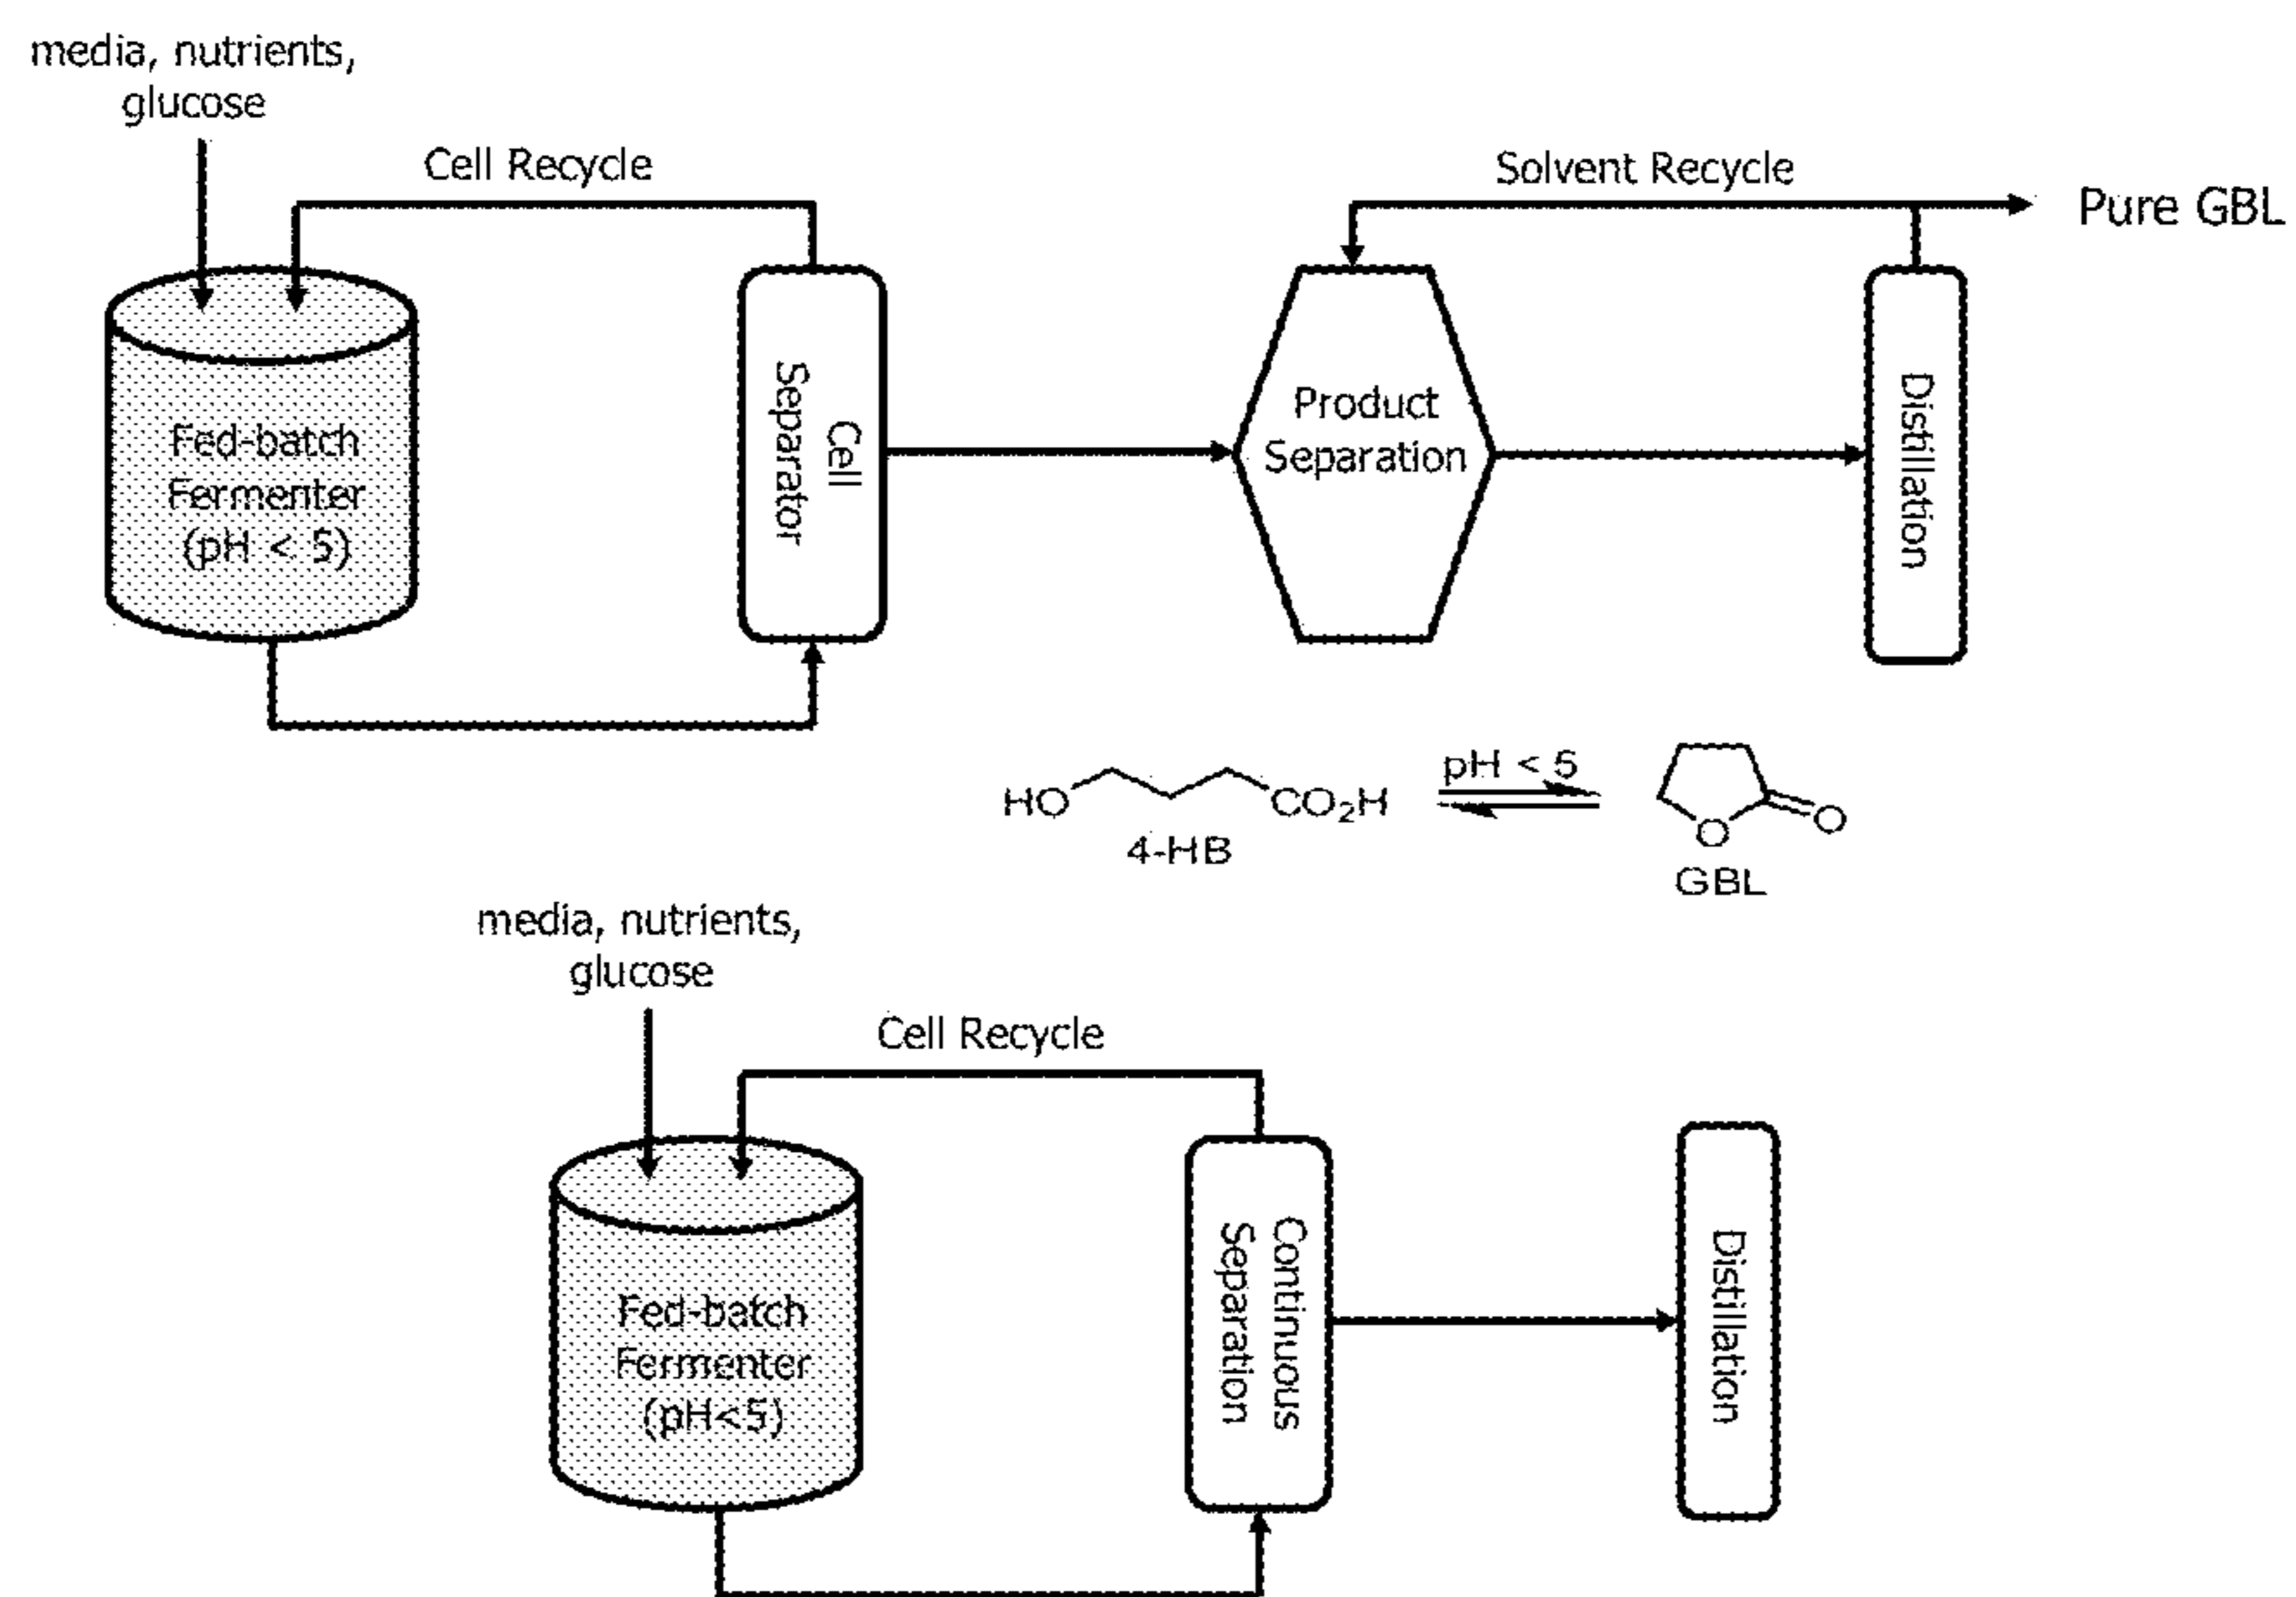 media, nutrients,
glucose
Cell Recycle
Solvent Recycle
Pure GBL
Fed-batch
Fermenter
(pH < 5)
Cell
Separator
Product
Separation
Distillation
pH < 5
HO
CO₂H
O
O
4-HB
GBL
media, nutrients,
glucose
Cell Recycle
Fed-batch
Fermenter
(pH<5)
Continuous
Separation
Distillation